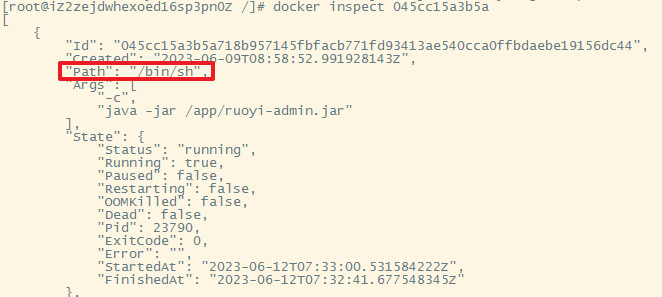 [root@iZ2zejdwhexoed16sp3pn0Z /]# docker inspect 045cc15a3b5a
[
{
"Id": "045cc15a3b5a718b957145fbfacb771fd93413ae540cca0ffbdaebe19156dc44",
"Created": "2023-06-09T08:58:52.991928143Z",
"Path": "/bin/sh",
"Args": [
"-c",
"java -jar /app/ruoyi-admin.jar"
],
"State": {
"Status": "running",
"Running": true,
"Paused": false,
"Restarting": false,
"OOMKilled": false,
"Dead": false,
"Pid": 23790,
"ExitCode": 0,
"Error": "",
"StartedAt": "2023-06-12T07:33:00.531584222Z",
"FinishedAt": "2023-06-12T07:32:41.677548345Z"
},